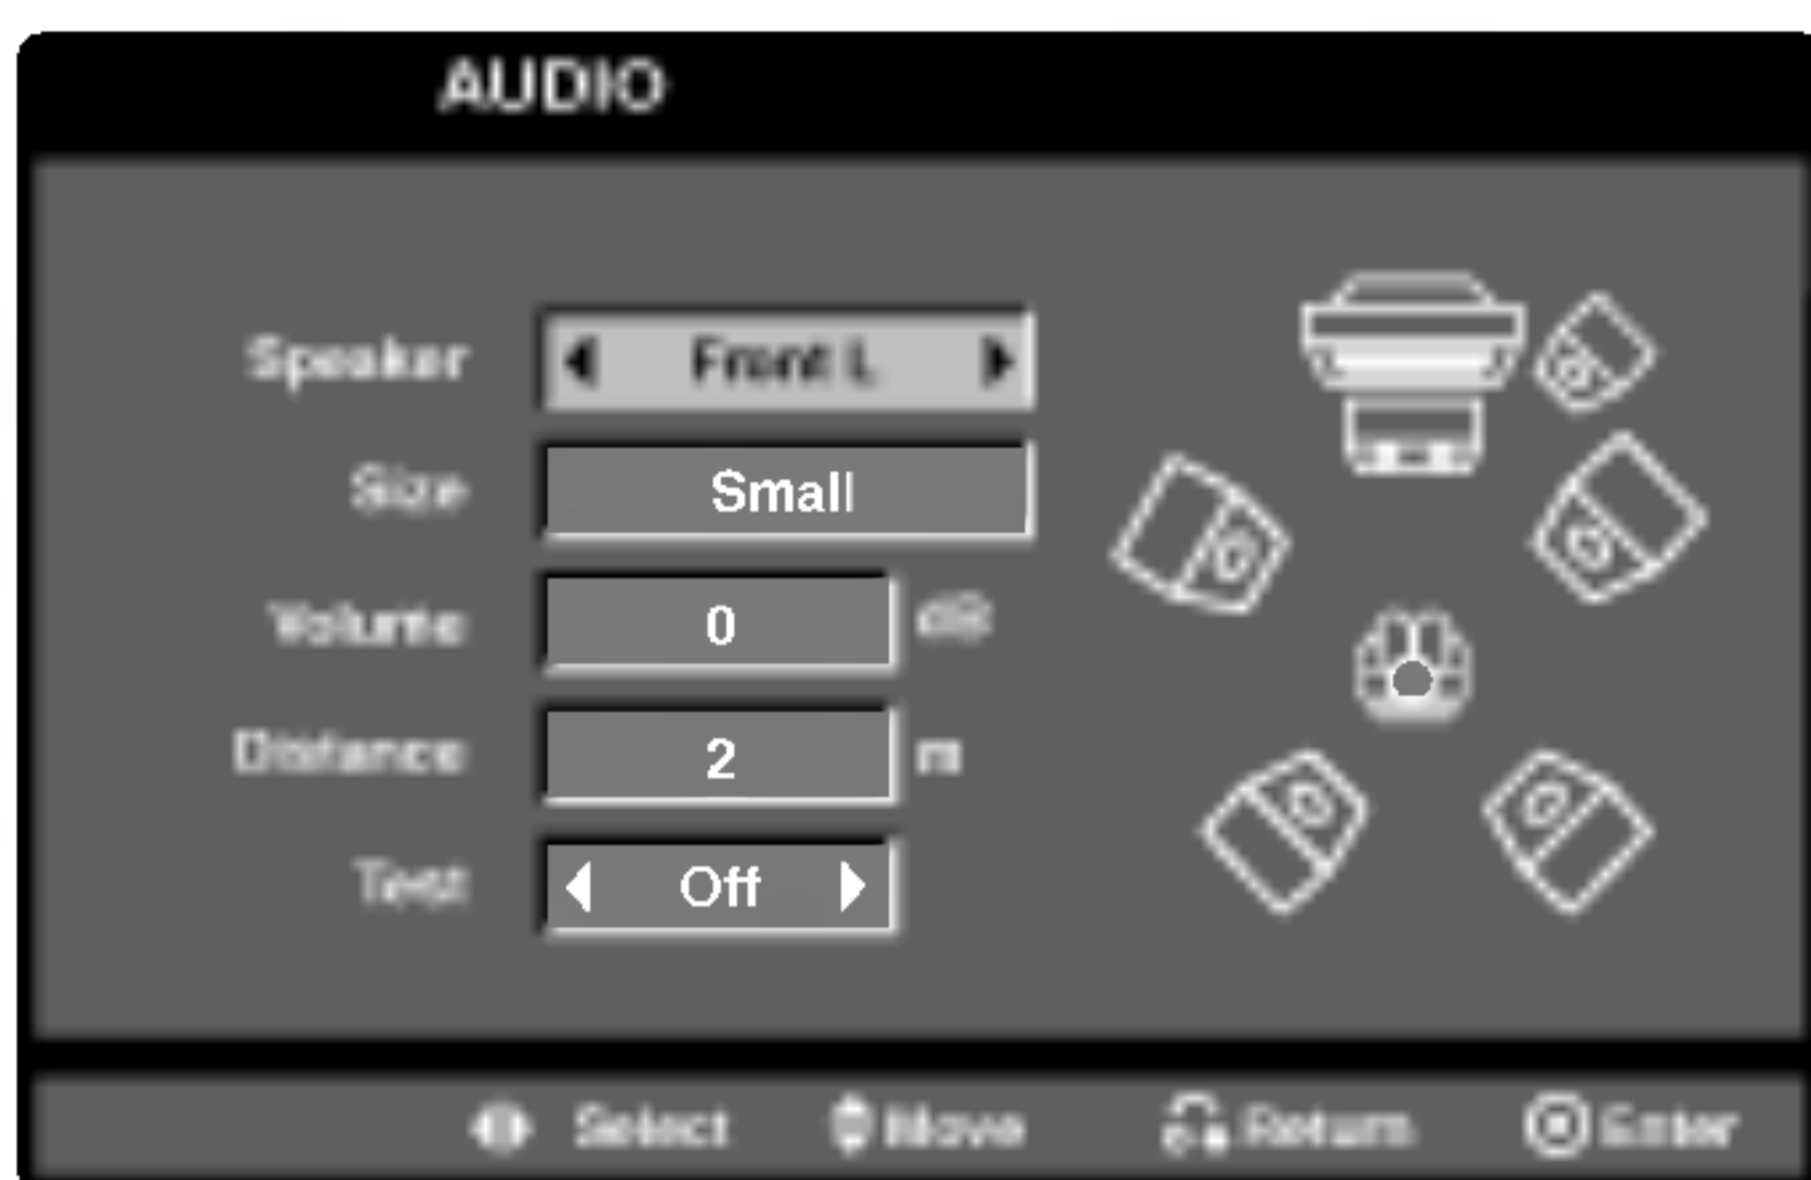 AUDIO
Speaker Front L
Size Small
Volume 0 dB
Distance 2 m
Test Off
Select Move Return Enter